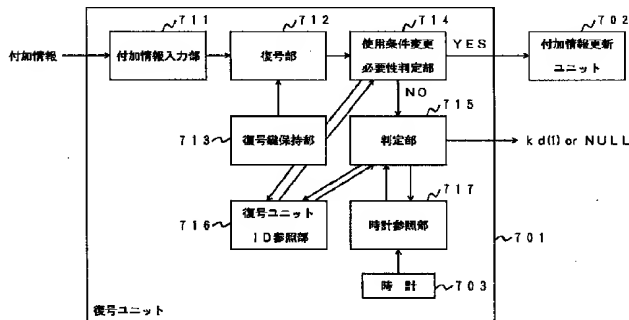 711
712
714
702
付加情報
付加情報入力部
復号部
使用条件変更
必要性判定部
YES
付加情報更新
ユニット
NO
715
713
復号鍵保持部
判定部
kd(i) or NULL
717
716
復号ユニット
ID参照部
時計参照部
701
時計
703
復号ユニット